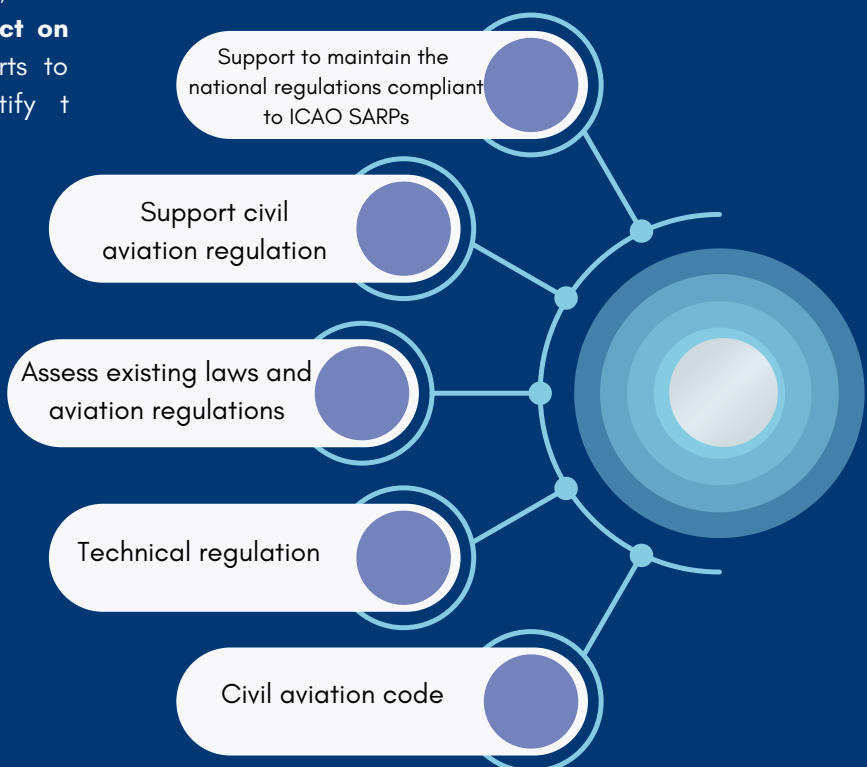 ct on
rts to
tify t
Support to maintain the
national regulations compliant
to ICAO SARPs
Support civil
aviation regulation
Assess existing laws and
aviation regulations
Technical regulation
Civil aviation code